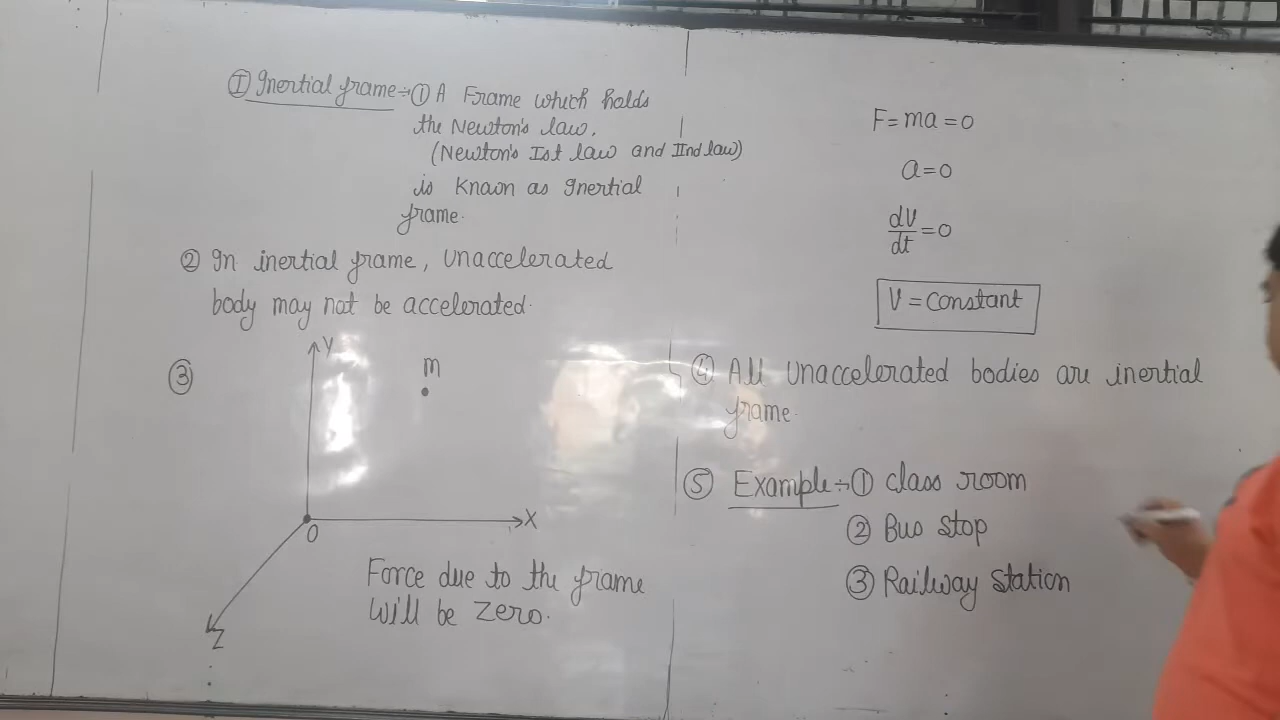 ① Inertial frame÷① A Frame which holds
the Newton's law.
(Newton's Ist law and IInd law)
is Known as Inertial
frame.
② In inertial frame, Unaccelerated
body may not be accelerated.
③
Y
m
X
O
Z
Force due to the frame
will be zero.
F=ma=0
a=0
dv/dt=0
V=constant
④ All Unaccelerated bodies are inertial
frame.
⑤ Example÷① Class room
② Bus stop
③ Railway Station